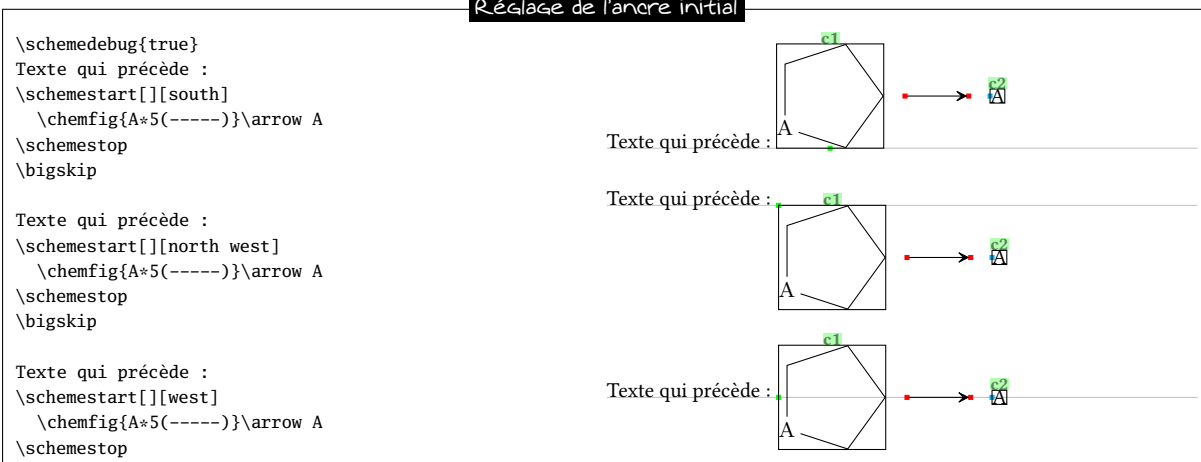 Réglage de l'ancre initial
\schemedebug{true}
Texte qui précède :
\schemestart[][south]
\chemfig{A*5(-----)}\arrow A
\schemestop
\bigskip
Texte qui précède :
\schemestart[][north west]
\chemfig{A*5(-----)}\arrow A
\schemestop
\bigskip
Texte qui précède :
\schemestart[][west]
\chemfig{A*5(-----)}\arrow A
\schemestop
c1
c2
A
A
Texte qui précède :
Texte qui précède :
c1
c2
A
A
c1
c2
Texte qui précède :
A
A